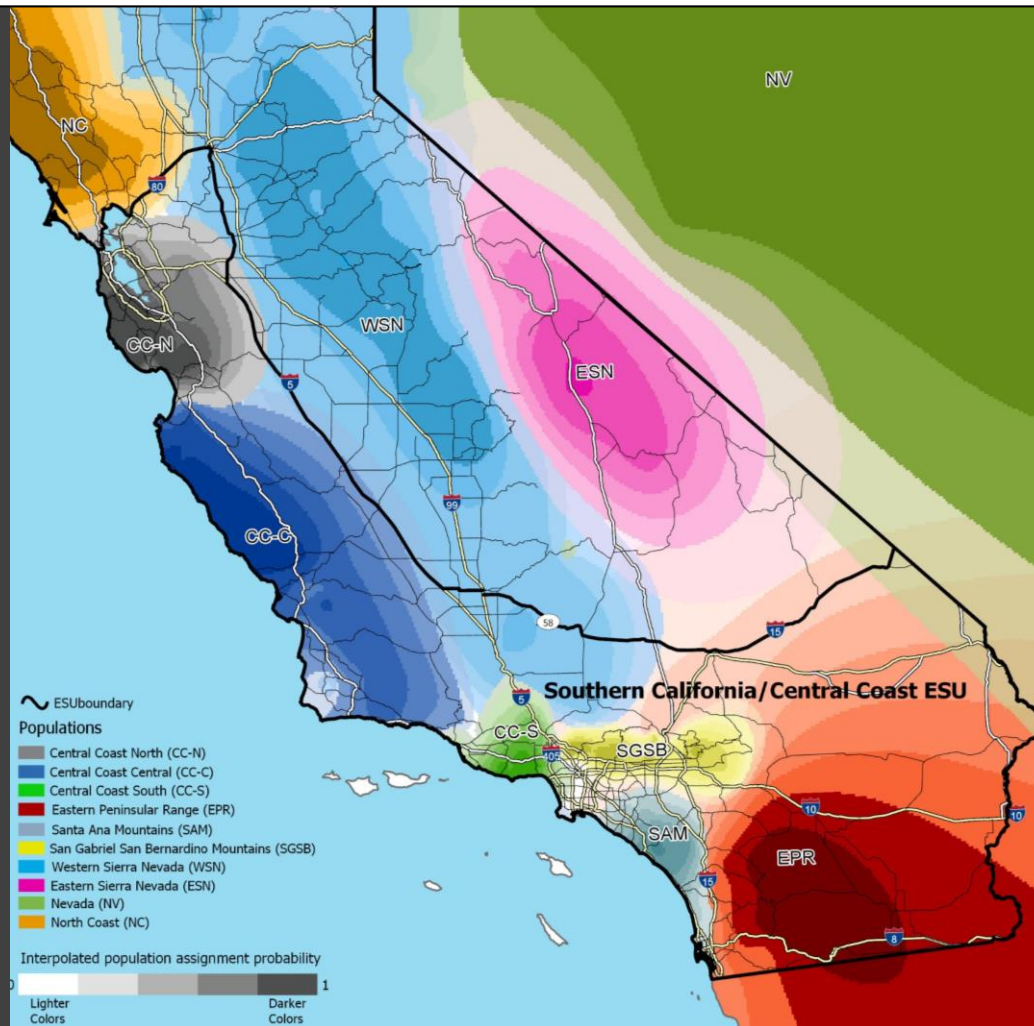 NV
NC
80
WSN
CC-N
ESN
5
99
CC-C
58
15
Southern California/Central Coast ESU
5
CC-S
405
SGSB
10
10
SAM
EPR
15
8
ESUboundary
Populations
Central Coast North (CC-N)
Central Coast Central (CC-C)
Central Coast South (CC-S)
Eastern Peninsular Range (EPR)
Santa Ana Mountains (SAM)
San Gabriel San Bernardino Mountains (SGSB)
Western Sierra Nevada (WSN)
Eastern Sierra Nevada (ESN)
Nevada (NV)
North Coast (NC)
Interpolated population assignment probability
0 1
Lighter Darker
Colors Colors